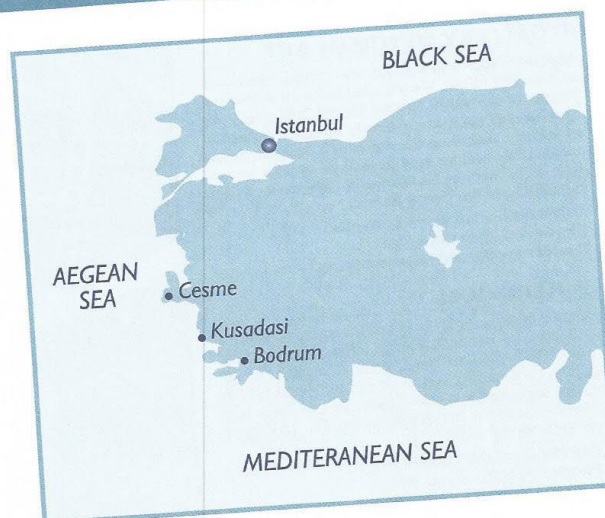 BLACK SEA
Istanbul
AEGEAN
SEA
Cesme
Kusadasi
Bodrum
MEDITERANEAN SEA